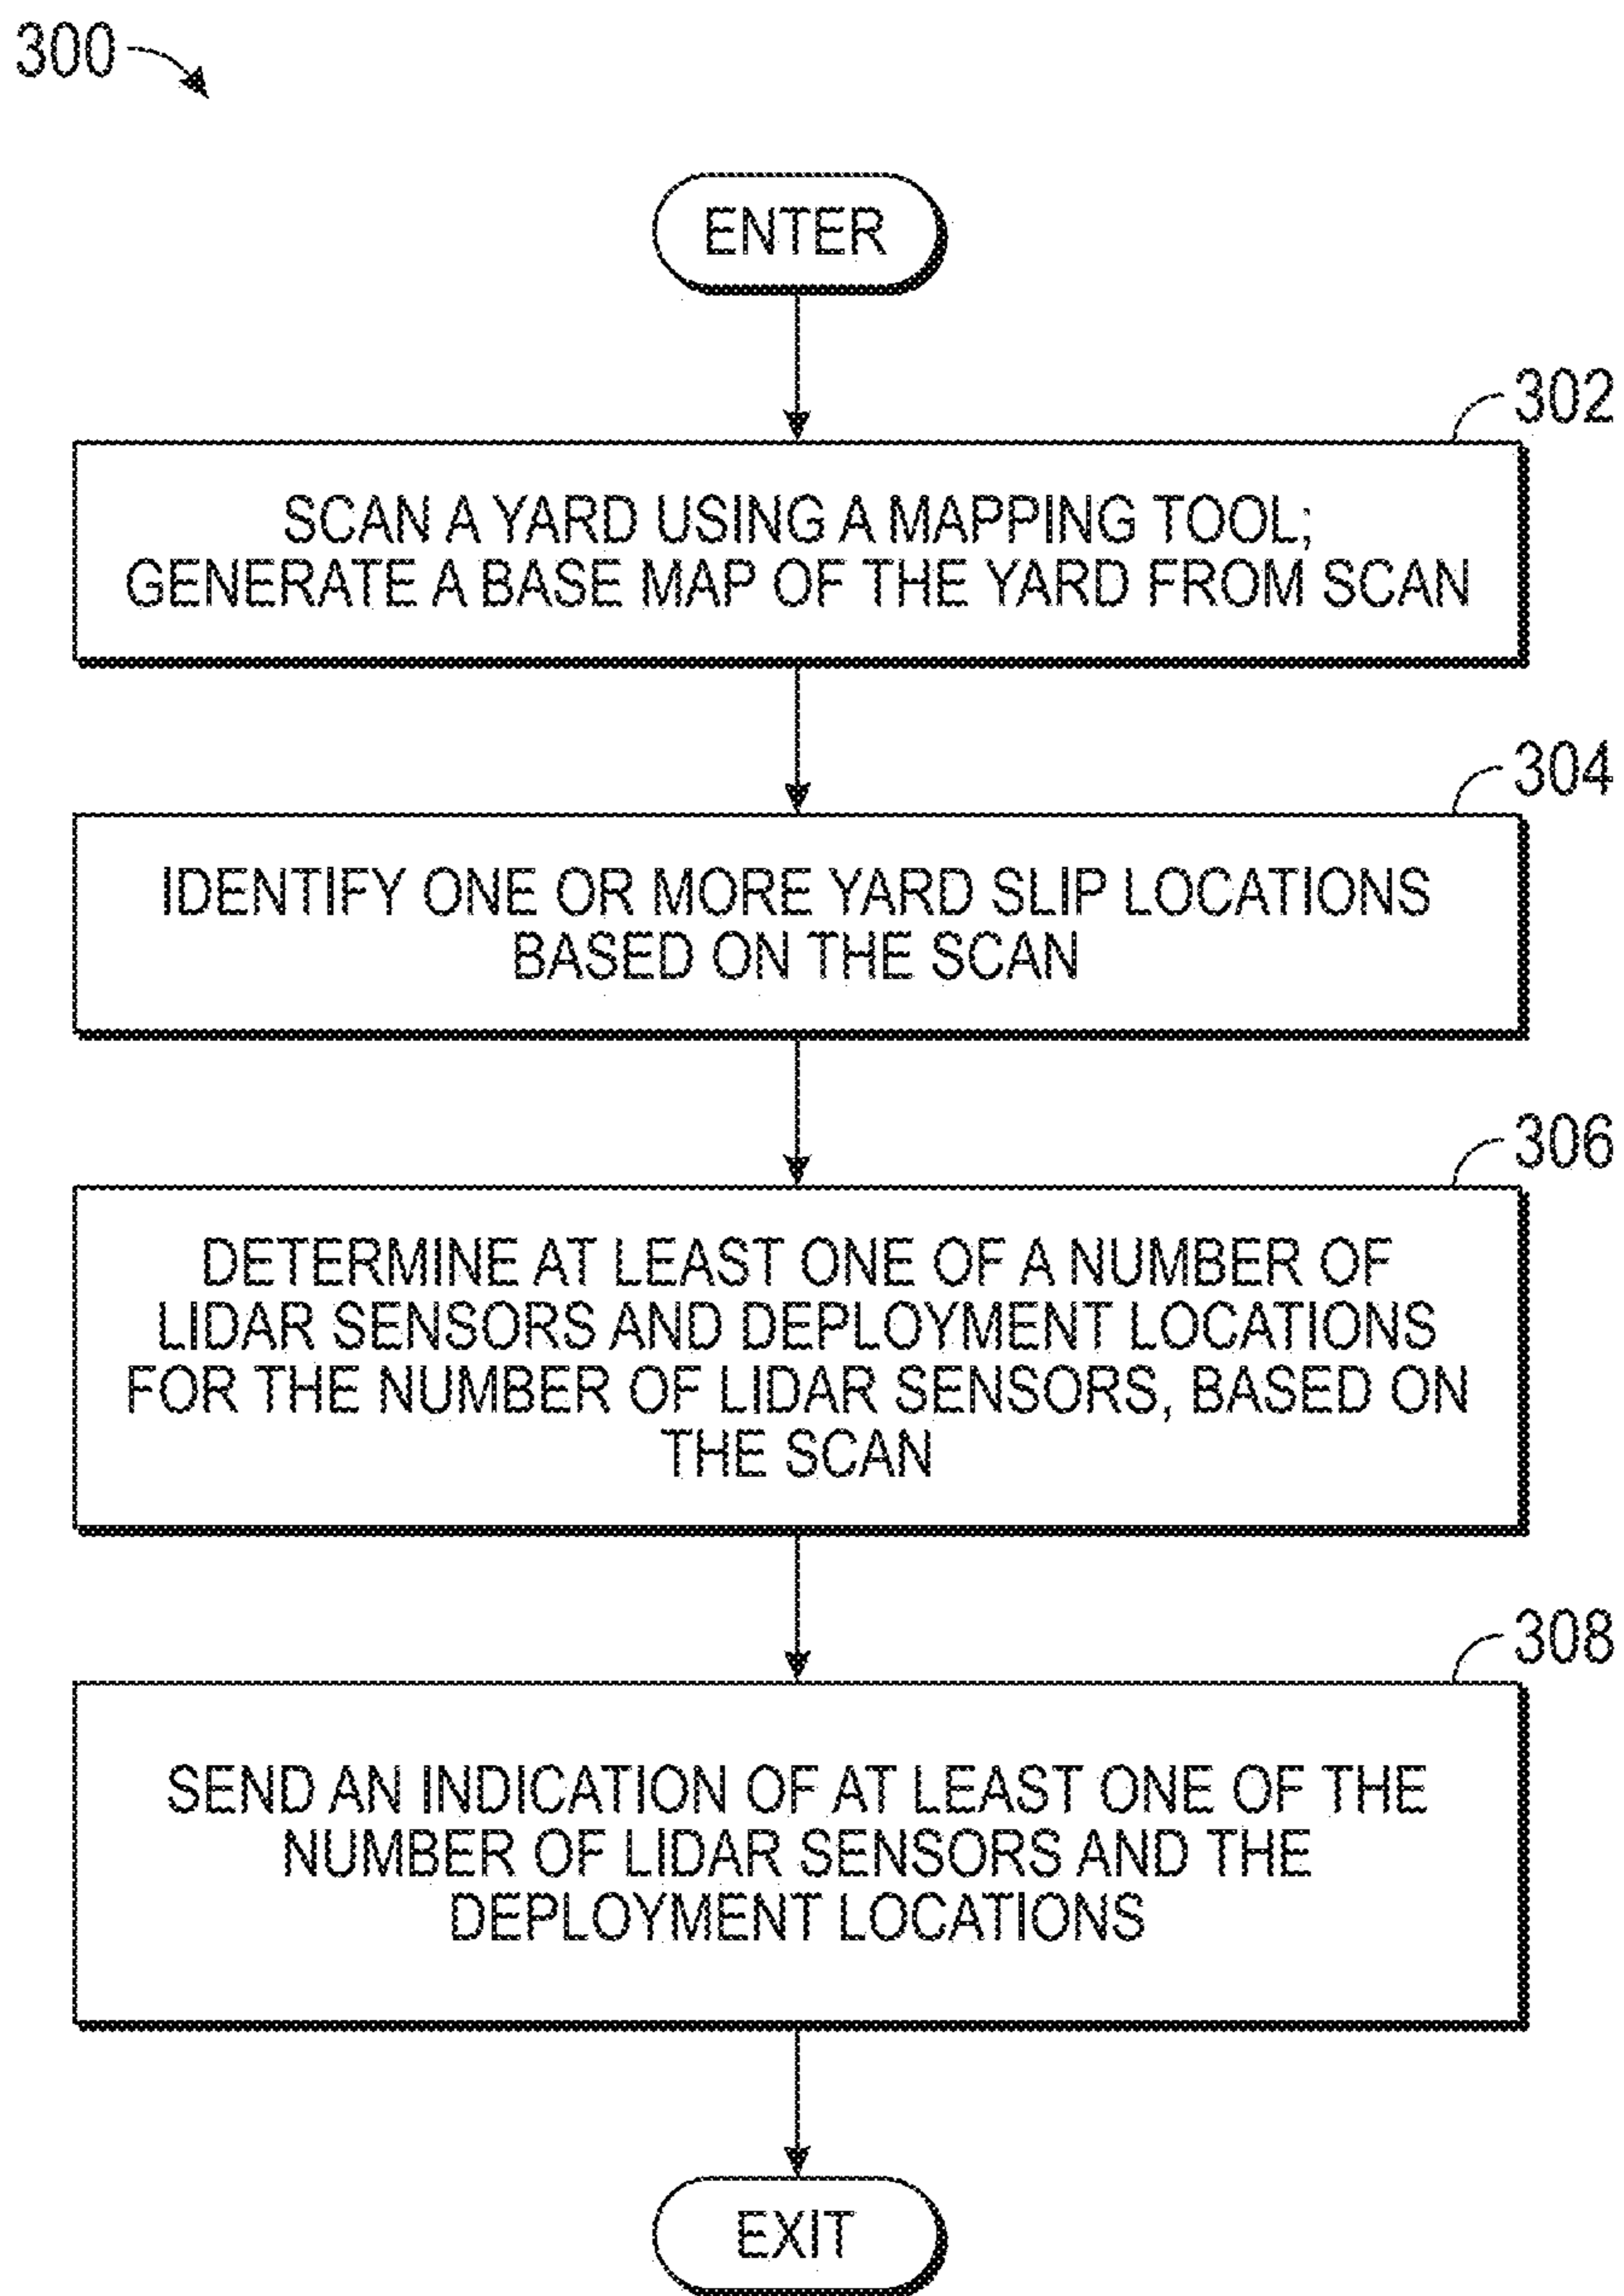 300
ENTER
302
SCAN A YARD USING A MAPPING TOOL;
GENERATE A BASE MAP OF THE YARD FROM SCAN
304
IDENTIFY ONE OR MORE YARD SLIP LOCATIONS
BASED ON THE SCAN
306
DETERMINE AT LEAST ONE OF A NUMBER OF
LIDAR SENSORS AND DEPLOYMENT LOCATIONS
FOR THE NUMBER OF LIDAR SENSORS, BASED ON
THE SCAN
308
SEND AN INDICATION OF AT LEAST ONE OF THE
NUMBER OF LIDAR SENSORS AND THE
DEPLOYMENT LOCATIONS
EXIT